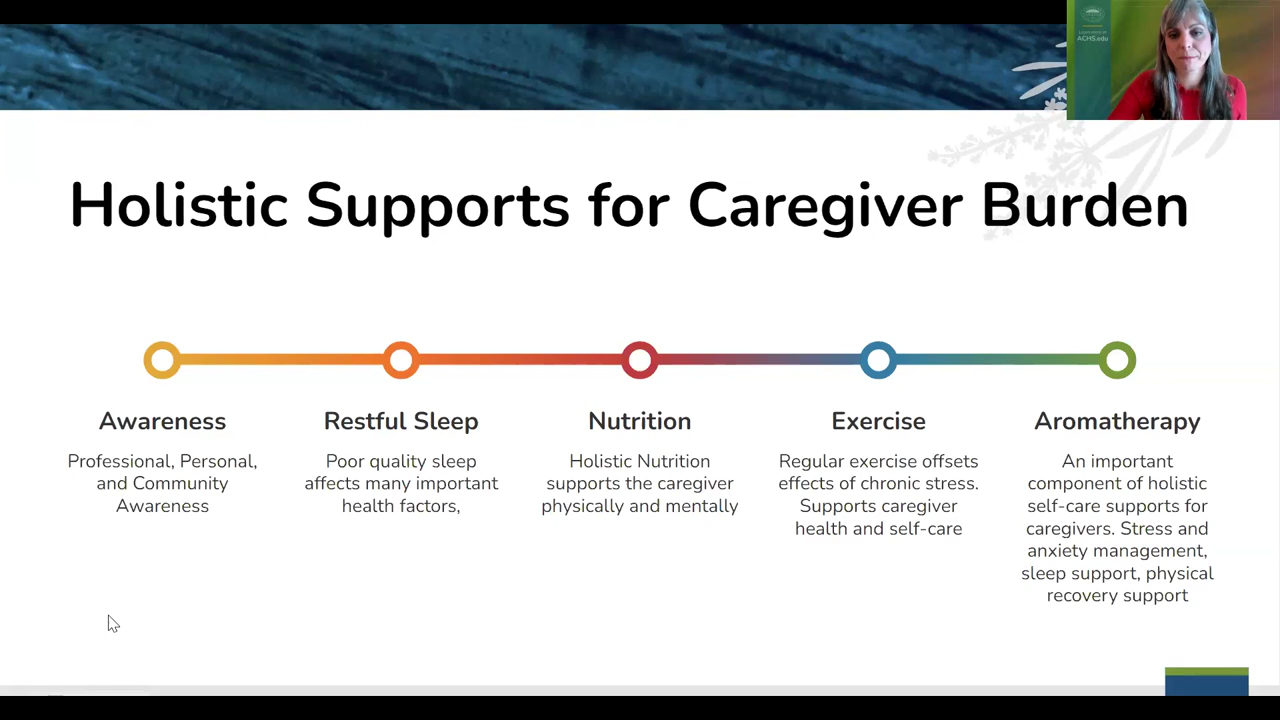 ACHS.edu
Holistic Supports for Caregiver Burden
Awareness
Professional, Personal,
and Community
Awareness
Restful Sleep
Poor quality sleep
affects many important
health factors,
Nutrition
Holistic Nutrition
supports the caregiver
physically and mentally
Exercise
Regular exercise offsets
effects of chronic stress.
Supports caregiver
health and self-care
Aromatherapy
An important
component of holistic
self-care supports for
caregivers. Stress and
anxiety management,
sleep support, physical
recovery support